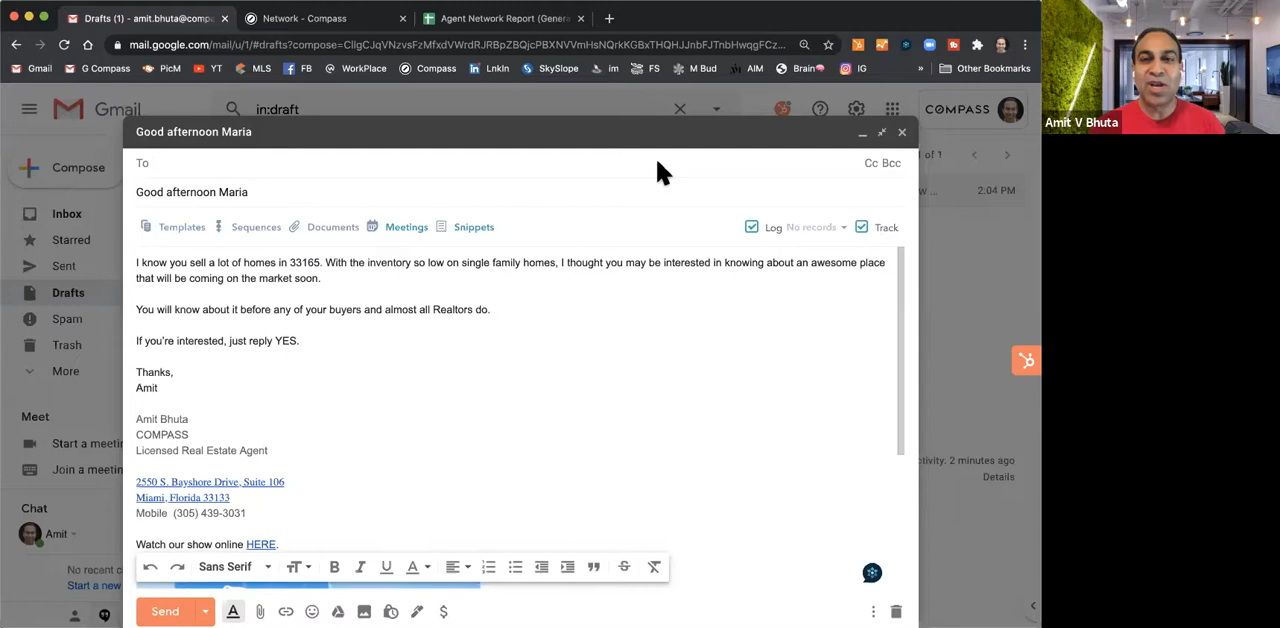 Drafts (1) - amit.bhuta@comp
Network - Compass
Agent Network Report (Genera
mail.google.com/mail/u/1/#drafts?compose=CllgCJqVNzvsFzMfxdVWrdRJRBpZBQjcPBXNVVmHsNQrkKGBxTHQHJJnbFJTnbHwqgFCz...
Gmail G Compass PicM YT MLS FB WorkPlace Compass LnkIn SkySlope im FS M Bud AIM Brain IG » Other Bookmarks
Gmail
in:draft
COMPASS
Amit V Bhuta
Good afternoon Maria
Compose
1 of 1
To
Cc Bcc
w ...
2:04 PM
Good afternoon Maria
Inbox
Starred
Sent
Drafts
Spam
Trash
More
Templates Sequences Documents Meetings Snippets
Log No records Track
I know you sell a lot of homes in 33165. With the inventory so low on single family homes, I thought you may be interested in knowing about an awesome place
that will be coming on the market soon.
You will know about it before any of your buyers and almost all Realtors do.
If you're interested, just reply YES.
Thanks,
Amit
Amit Bhuta
COMPASS
Licensed Real Estate Agent
2550 S. Bayshore Drive, Suite 106
Miami, Florida 33133
Mobile (305) 439-3031
Watch our show online HERE.
Meet
Start a meeti
Join a meetin
Chat
Amit
No recent c
Start a new
ctivity: 2 minutes ago
Details
Sans Serif
Send